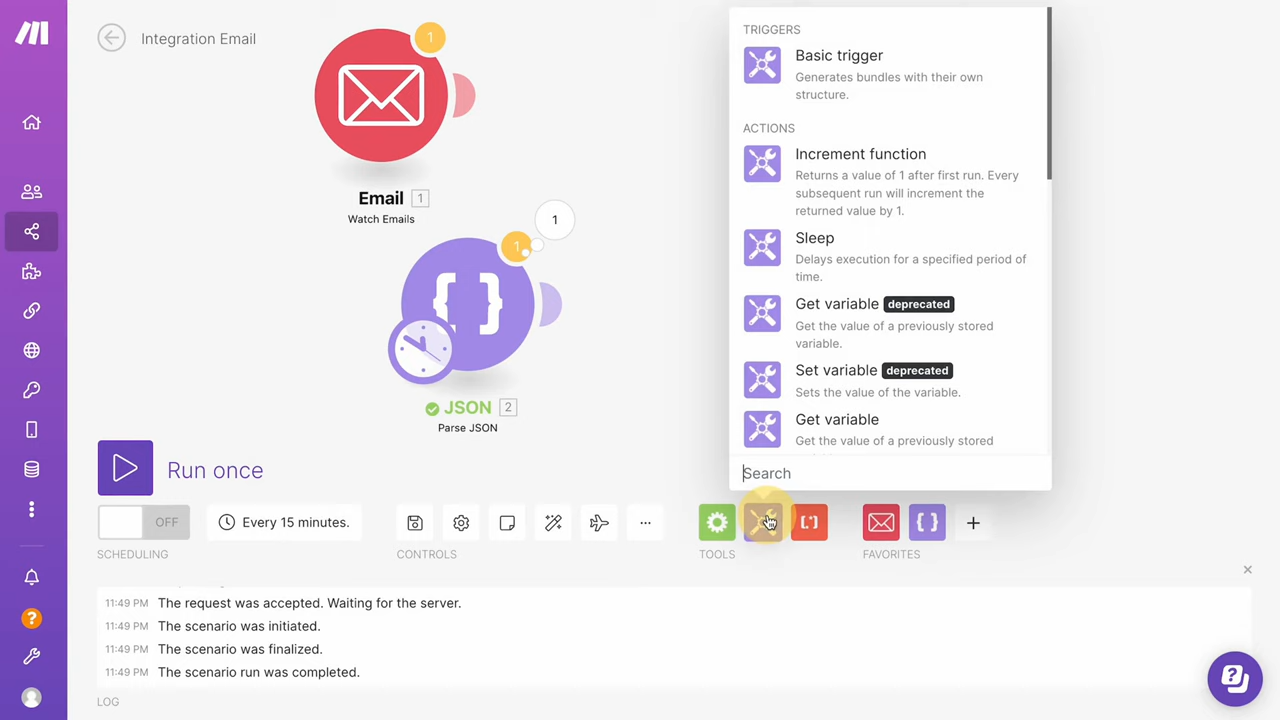 Integration Email
1
Email 1
Watch Emails
1
1
JSON 2
Parse JSON
TRIGGERS
Basic trigger
Generates bundles with their own
structure.
ACTIONS
Increment function
Returns a value of 1 after first run. Every
subsequent run will increment the
returned value by 1.
Sleep
Delays execution for a specified period of
time.
Get variable deprecated
Get the value of a previously stored
variable.
Set variable deprecated
Sets the value of the variable.
Get variable
Get the value of a previously stored
Search
Run once
OFF
Every 15 minutes.
SCHEDULING
CONTROLS
TOOLS
FAVORITES
11:49 PM The request was accepted. Waiting for the server.
11:49 PM The scenario was initiated.
11:49 PM The scenario was finalized.
11:49 PM The scenario run was completed.
LOG